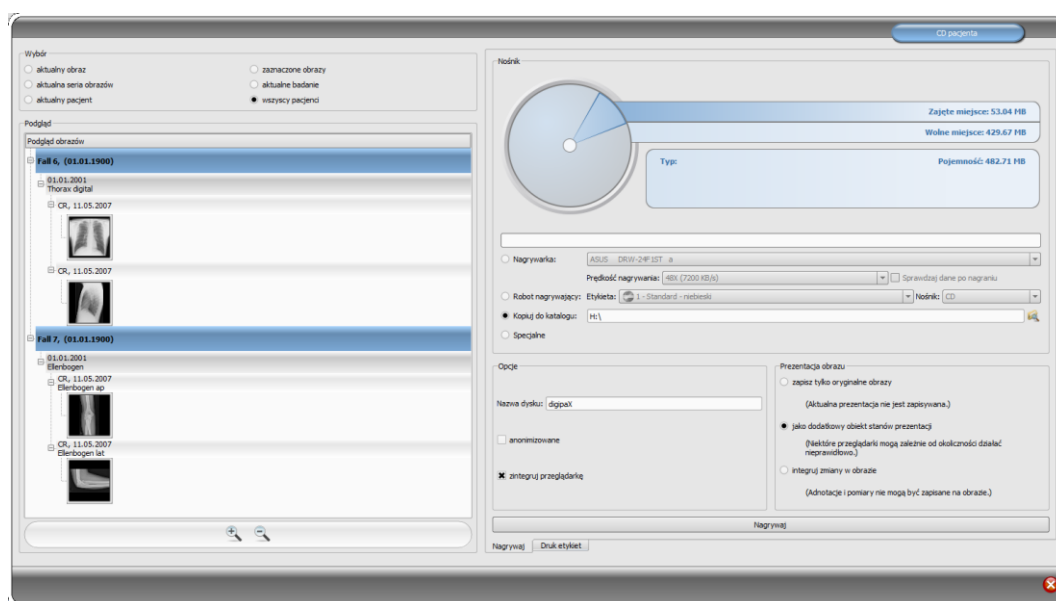 CD pacjenta
Wybór
aktualny obraz
zaznaczone obrazy
aktualna seria obrazów
aktualne badanie
aktualny pacjent
wszyscy pacjenci
Podgląd
Podgląd obrazów
Fall 6, (01.01.1900)
01.01.2001
Thorax digital
CR, 11.05.2007
CR, 11.05.2007
Fall 7, (01.01.1900)
01.01.2001
Ellenbogen
CR, 11.05.2007
Ellenbogen ap
CR, 11.05.2007
Ellenbogen lat
Nośnik
Zajęte miejsce: 53.04 MB
Wolne miejsce: 429.67 MB
Typ: Pojemność: 482.71 MB
Nagrywarka: ASUS DRW-24F1ST a
Prędkość nagrywania: 48X (7200 KB/s) Sprawdzaj dane po nagraniu
Robot nagrywający: Etykieta: 1 - Standard - niebieski Nośnik: CD
Kopiuj do katalogu: H:\
Specjalne
Opcje
Nazwa dysku: digipaX
anonimizowane
zintegruj przeglądarkę
Prezentacja obrazu
zapisz tylko oryginalne obrazy
(Aktualna prezentacja nie jest zapisywana.)
jako dodatkowy obiekt stanów prezentacji
(Niektóre przeglądarki mogą zależnie od okoliczności działać
nieprawidłowo.)
integruj zmiany w obrazie
(Adnotacje i pomiary nie mogą być zapisane na obrazie.)
Nagrywaj
Nagrywaj Druk etykiet